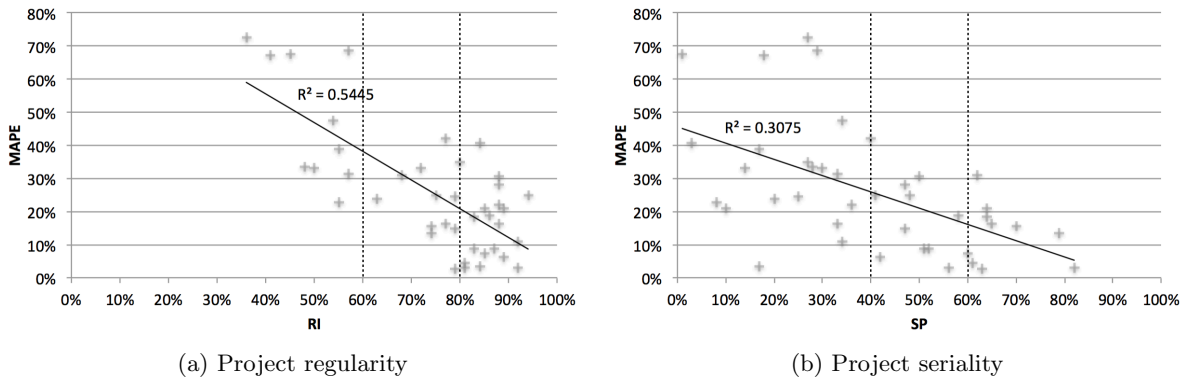 80%
70%
60%
50%
40%
30%
20%
10%
0%
MAPE
R² = 0.5445
0% 10% 20% 30% 40% 50% 60% 70% 80% 90% 100%
RI
(a) Project regularity
80%
70%
60%
50%
40%
30%
20%
10%
0%
MAPE
R² = 0.3075
0% 10% 20% 30% 40% 50% 60% 70% 80% 90% 100%
SP
(b) Project seriality